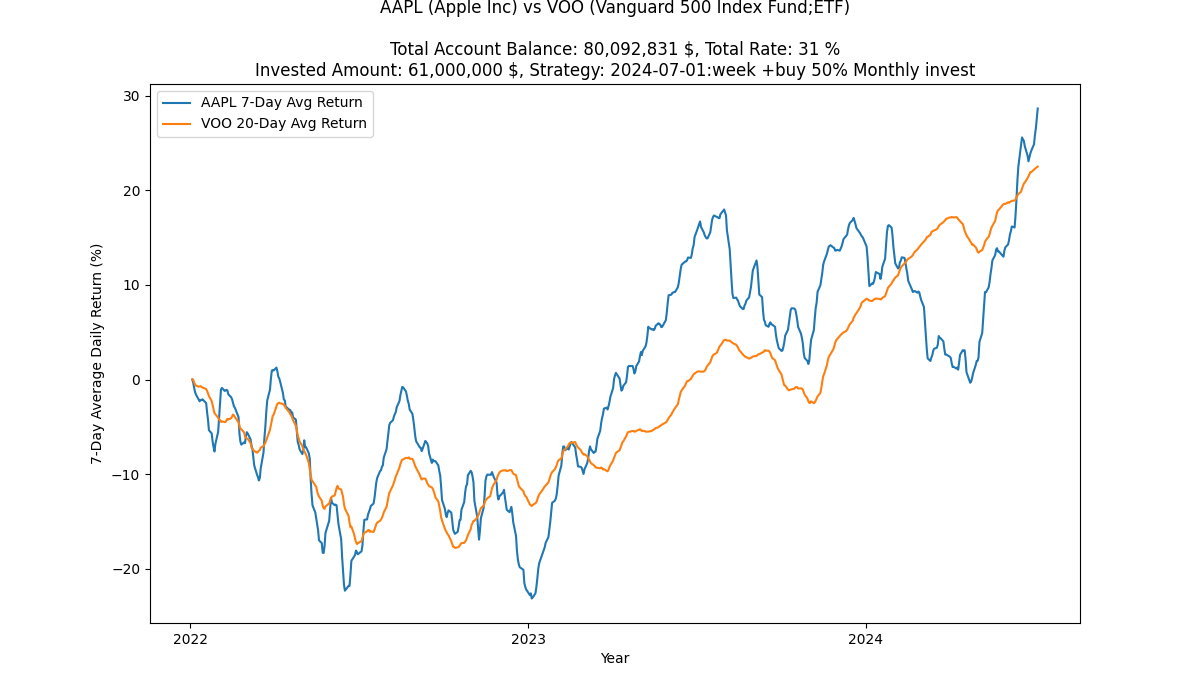 AAPL (Apple Inc) vs VOO (Vanguard 500 Index Fund;ETF)
Total Account Balance: 80,092,831 $, Total Rate: 31 %
Invested Amount: 61,000,000 $, Strategy: 2024-07-01:week +buy 50% Monthly invest
AAPL 7-Day Avg Return
VOO 20-Day Avg Return
7-Day Average Daily Return (%)
30
20
10
0
−10
−20
2022
2023
2024
Year